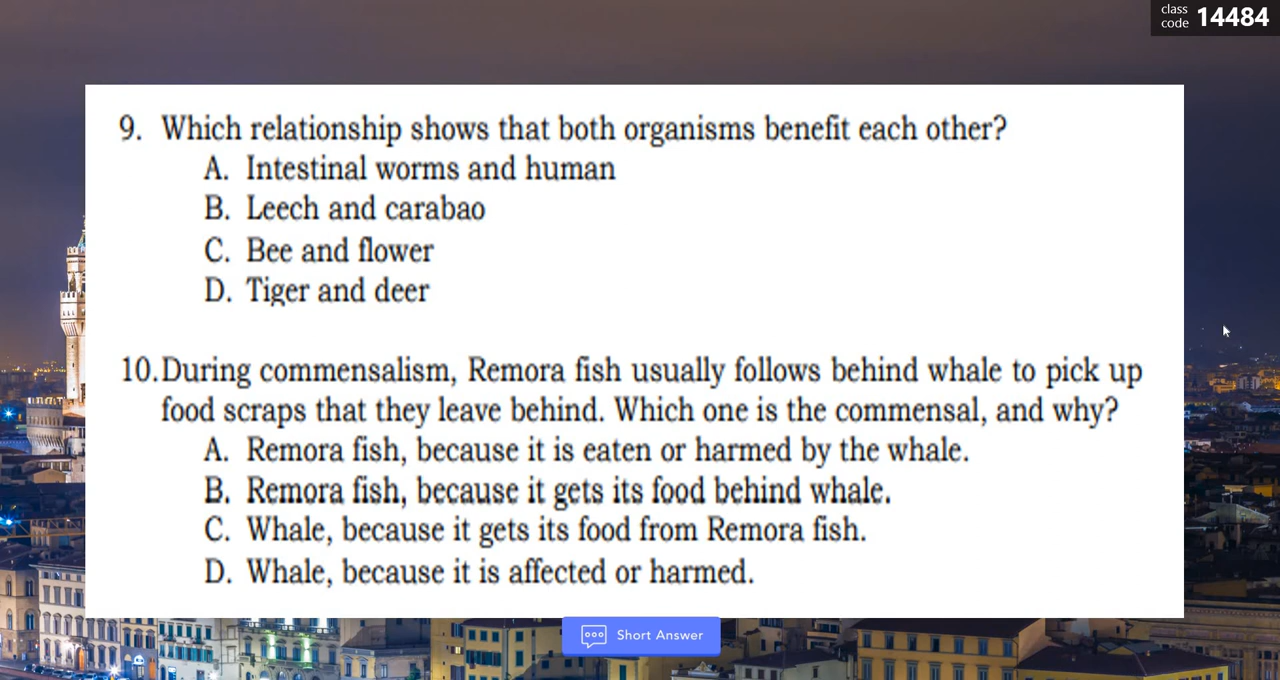 class
code 14484
9. Which relationship shows that both organisms benefit each other?
A. Intestinal worms and human
B. Leech and carabao
C. Bee and flower
D. Tiger and deer
10. During commensalism, Remora fish usually follows behind whale to pick up
food scraps that they leave behind. Which one is the commensal, and why?
A. Remora fish, because it is eaten or harmed by the whale.
B. Remora fish, because it gets its food behind whale.
C. Whale, because it gets its food from Remora fish.
D. Whale, because it is affected or harmed.
Short Answer